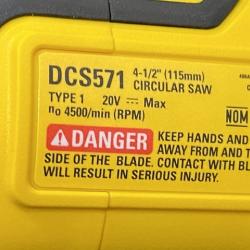 DCS571 4-1/2" (115mm)
CIRCULAR SAW
TYPE 1 20V ⎓ Max
n₀ 4500/min (RPM)
NOM
⚠DANGER KEEP HANDS AND
AWAY FROM AND
SIDE OF THE BLADE. CONTACT WITH BL
WILL RESULT IN SERIOUS INJURY.